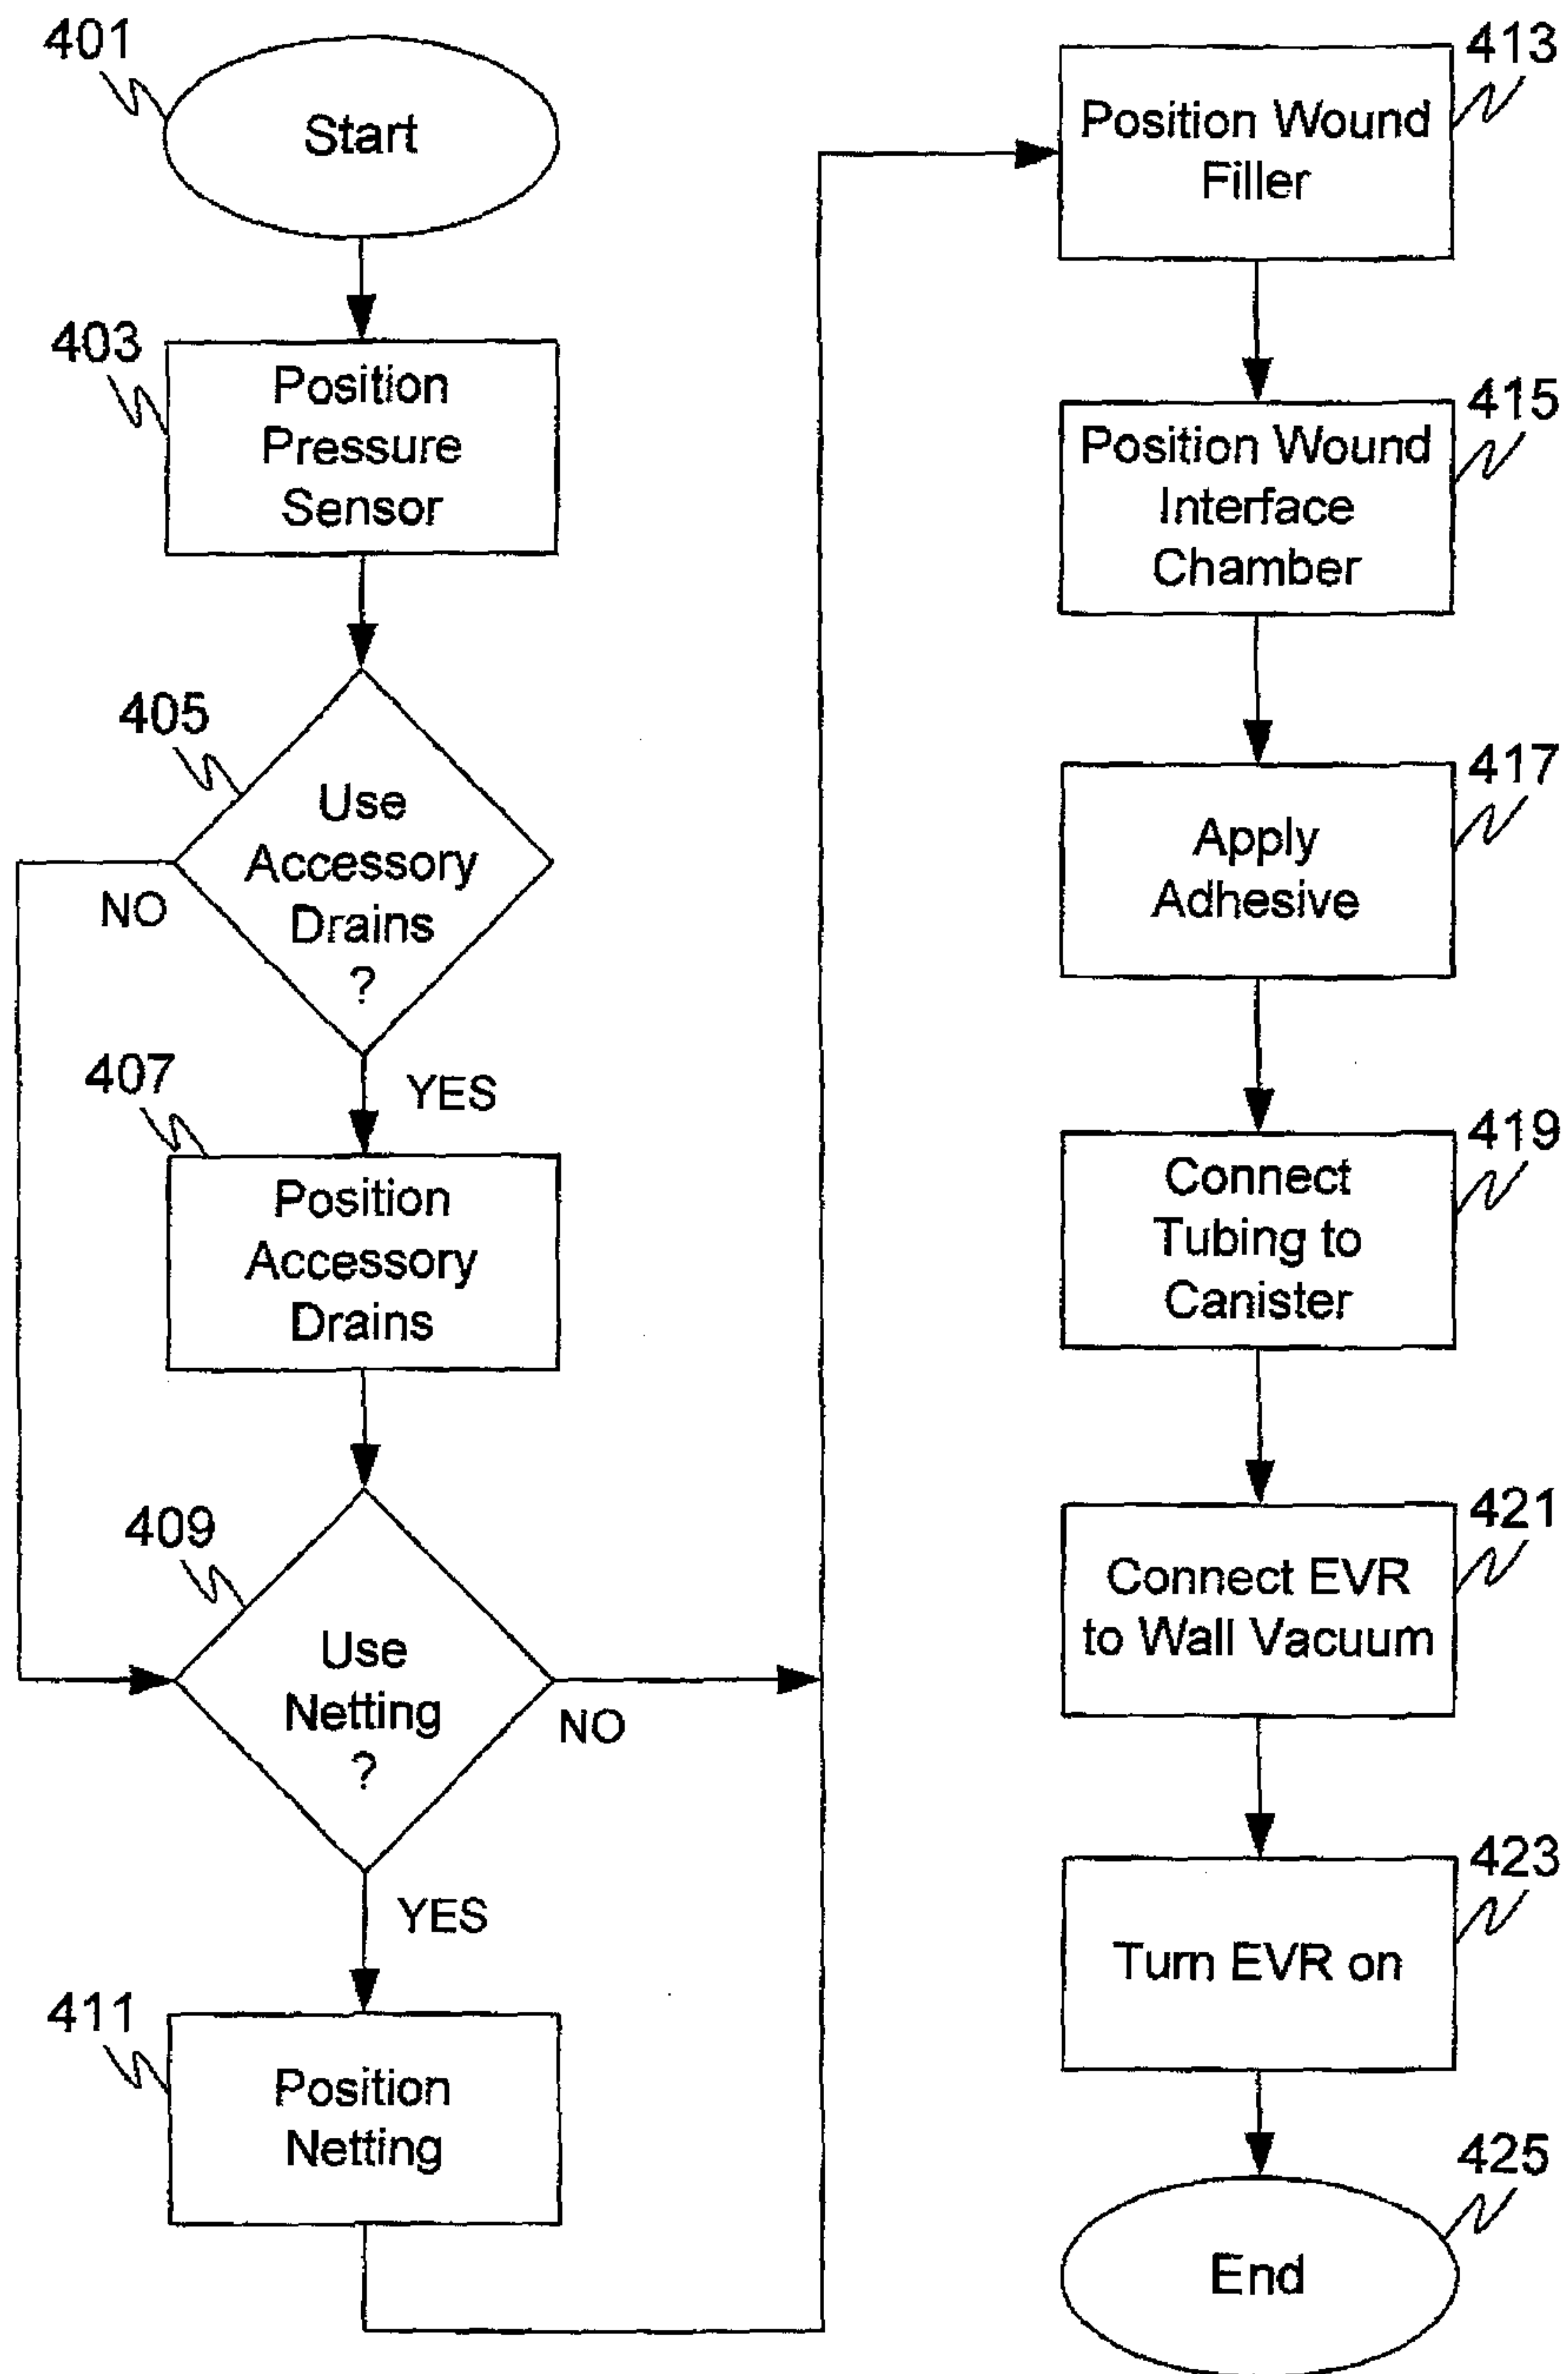 401
Start
403
Position
Pressure
Sensor
405
Use
Accessory
Drains
?
NO
YES
407
Position
Accessory
Drains
409
Use
Netting
?
NO
YES
411
Position
Netting
413
Position Wound
Filler
415
Position Wound
Interface
Chamber
417
Apply
Adhesive
419
Connect
Tubing to
Canister
421
Connect EVR
to Wall Vacuum
423
Turn EVR on
425
End